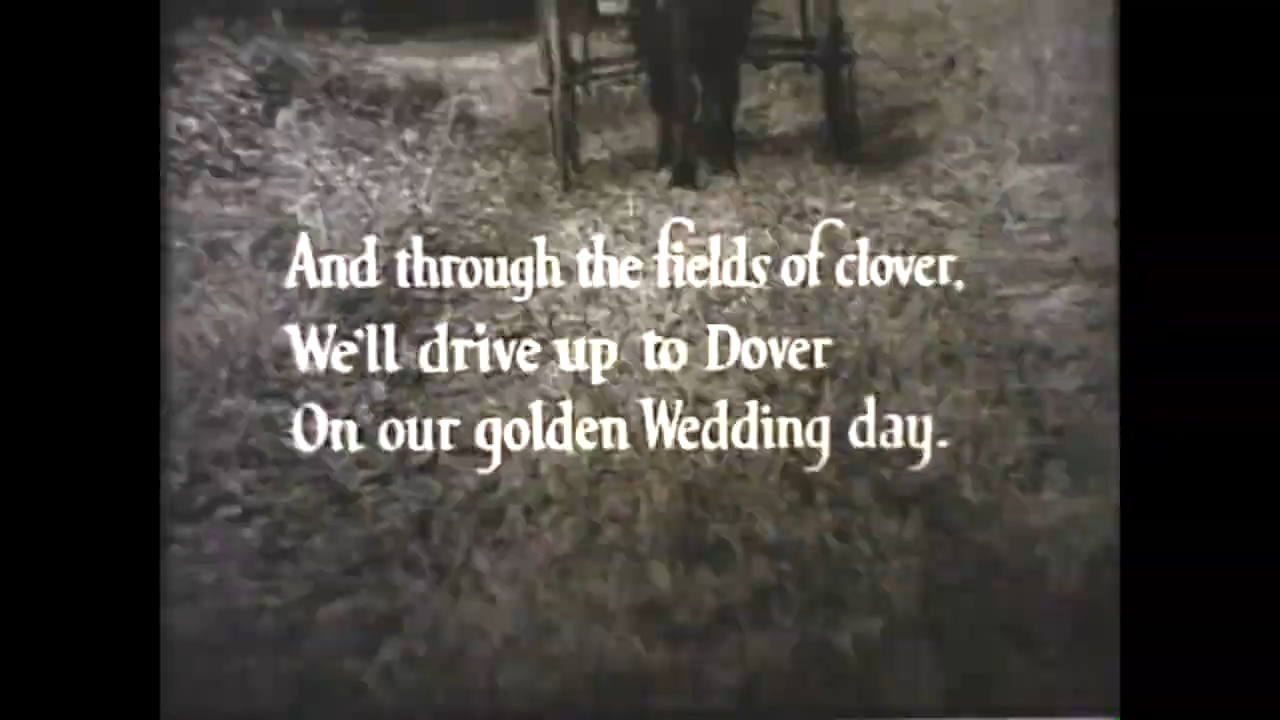 And through the fields of clover,
We'll drive up to Dover
On our golden Wedding day.